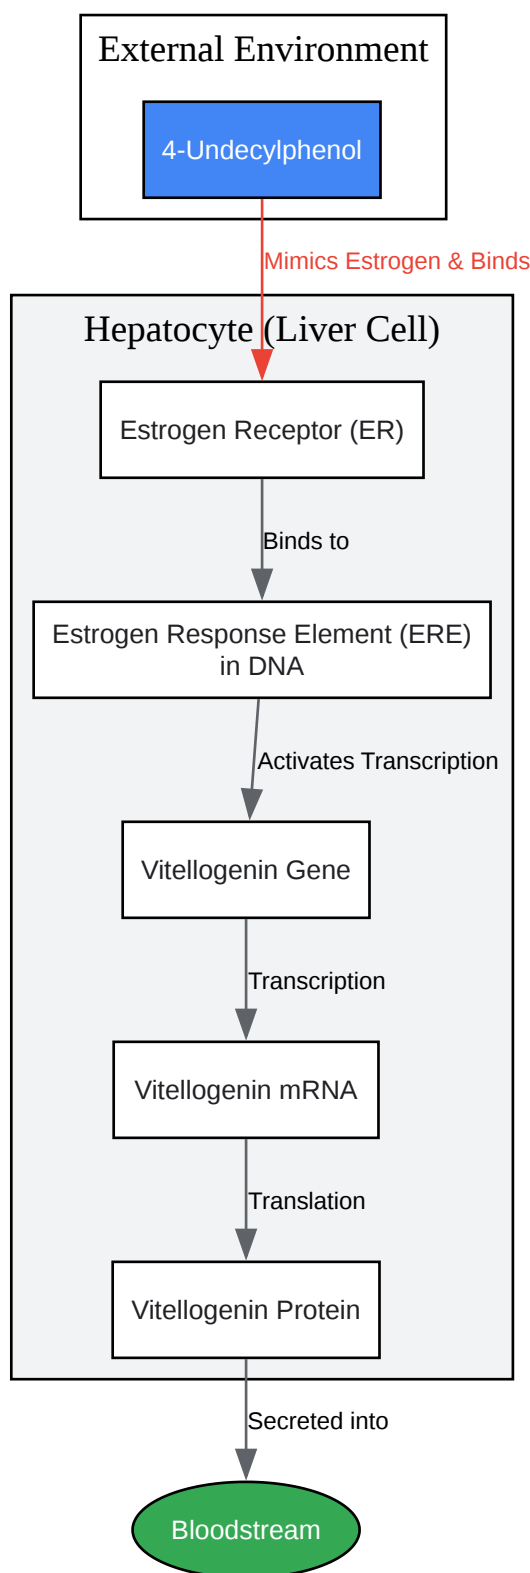 External Environment
4-Undecylphenol
Mimics Estrogen & Binds
Hepatocyte (Liver Cell)
Estrogen Receptor (ER)
Binds to
Estrogen Response Element (ERE)
in DNA
Activates Transcription
Vitellogenin Gene
Transcription
Vitellogenin mRNA
Translation
Vitellogenin Protein
Secreted into
Bloodstream